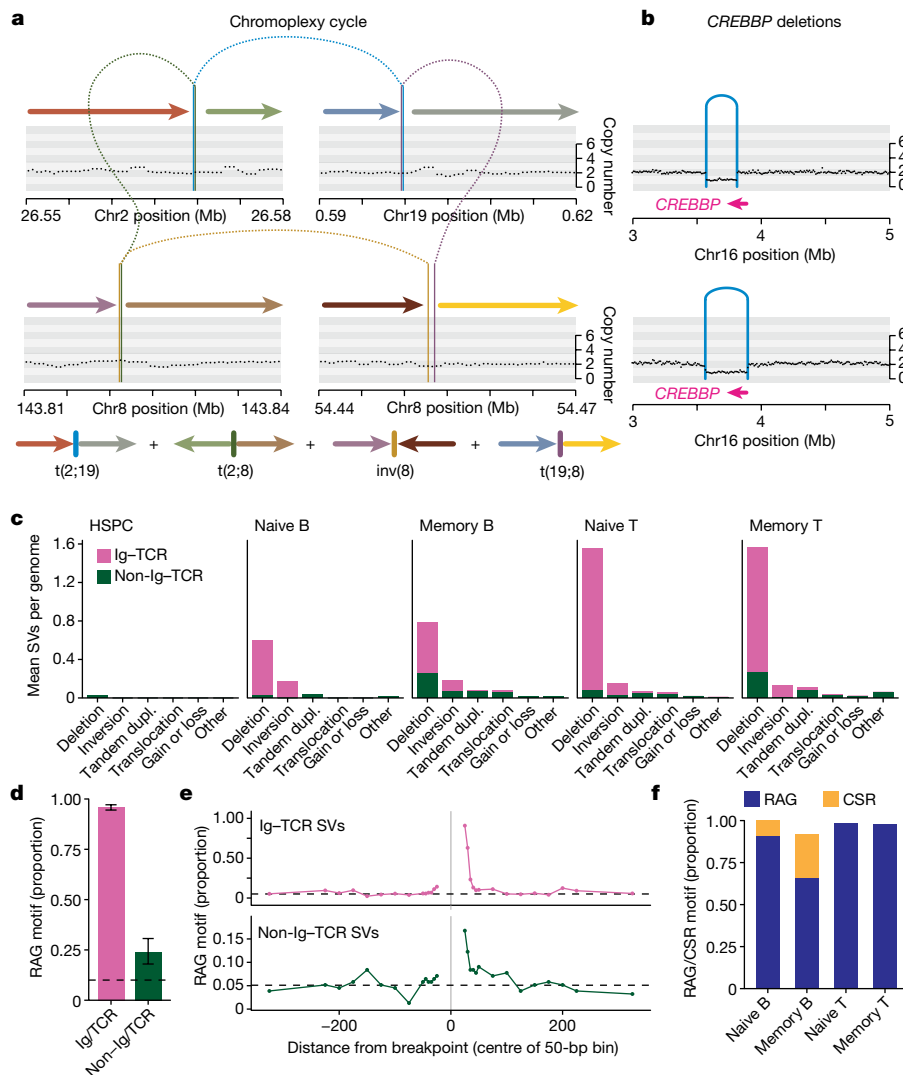 a
Chromoplexy cycle
Copy number
6
4
2
0
26.55
Chr2 position (Mb)
26.58
0.59
Chr19 position (Mb)
0.62
Copy number
6
4
2
0
143.81
Chr8 position (Mb)
143.84
54.44
Chr8 position (Mb)
54.47
+
+
+
t(2;19)
t(2;8)
inv(8)
t(19;8)
b
CREBBP deletions
6
4
2
0
CREBBP
3
4
5
Chr16 position (Mb)
6
4
2
0
CREBBP
3
4
5
Chr16 position (Mb)
c
HSPC
Naive B
Memory B
Naive T
Memory T
Ig–TCR
Non-Ig–TCR
Mean SVs per genome
1.6
1.2
0.8
0.4
0
Deletion
Inversion
Tandem dupl.
Translocation
Gain or loss
Other
Deletion
Inversion
Tandem dupl.
Translocation
Gain or loss
Other
Deletion
Inversion
Tandem dupl.
Translocation
Gain or loss
Other
Deletion
Inversion
Tandem dupl.
Translocation
Gain or loss
Other
Deletion
Inversion
Tandem dupl.
Translocation
Gain or loss
Other
d
RAG motif (proportion)
1.00
0.75
0.50
0.25
0
Ig/TCR
Non–Ig/TCR
e
RAG motif (proportion)
Ig–TCR SVs
1.00
0.50
0
Non-Ig–TCR SVs
0.15
0.10
0.05
0
−200
0
200
Distance from breakpoint (centre of 50-bp bin)
f
RAG
CSR
RAG/CSR motif (proportion)
1.00
0.75
0.50
0.25
0
Naive B
Memory B
Naive T
Memory T